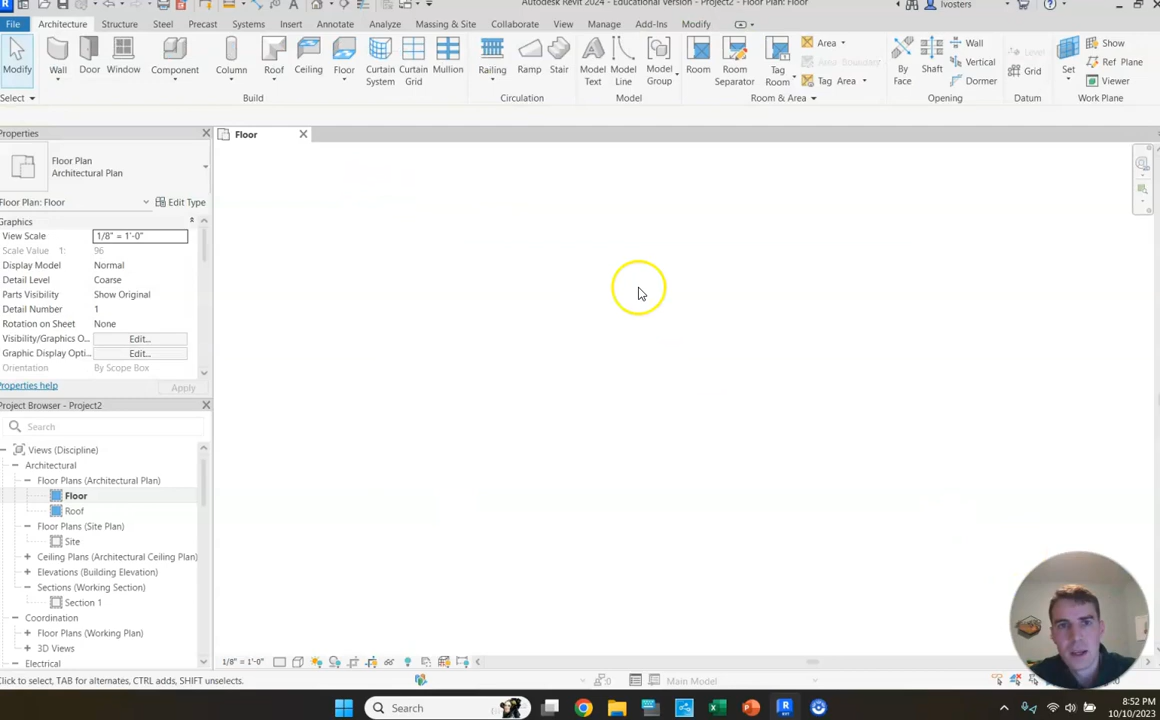 Autodesk Revit 2024 - Educational Version - Project2 - Floor Plan: Floor
lvosters
File
Architecture
Structure
Steel
Precast
Systems
Insert
Annotate
Analyze
Massing & Site
Collaborate
View
Manage
Add-Ins
Modify
Modify
Wall
Door
Window
Component
Column
Roof
Ceiling
Floor
Curtain System
Curtain Grid
Mullion
Railing
Ramp
Stair
Model Text
Model Line
Model Group
Room
Room Separator
Tag Room
Area
Area Boundary
Tag Area
By Face
Shaft
Wall
Vertical
Dormer
Level
Grid
Set
Show
Ref Plane
Viewer
Select
Build
Circulation
Model
Room & Area
Opening
Datum
Work Plane
Properties
Floor
Floor Plan
Architectural Plan
Floor Plan: Floor
Edit Type
Graphics
View Scale 1/8" = 1'-0"
Scale Value 1: 96
Display Model Normal
Detail Level Coarse
Parts Visibility Show Original
Detail Number 1
Rotation on Sheet None
Visibility/Graphics O... Edit...
Graphic Display Opti... Edit...
Orientation By Scope Box
Properties help
Apply
Project Browser - Project2
Search
Views (Discipline)
Architectural
Floor Plans (Architectural Plan)
Floor
Roof
Floor Plans (Site Plan)
Site
Ceiling Plans (Architectural Ceiling Plan)
Elevations (Building Elevation)
Sections (Working Section)
Section 1
Coordination
Floor Plans (Working Plan)
3D Views
Electrical
1/8" = 1'-0"
Click to select, TAB for alternates, CTRL adds, SHIFT unselects.
:0
Main Model
Search
8:52 PM
10/10/2023